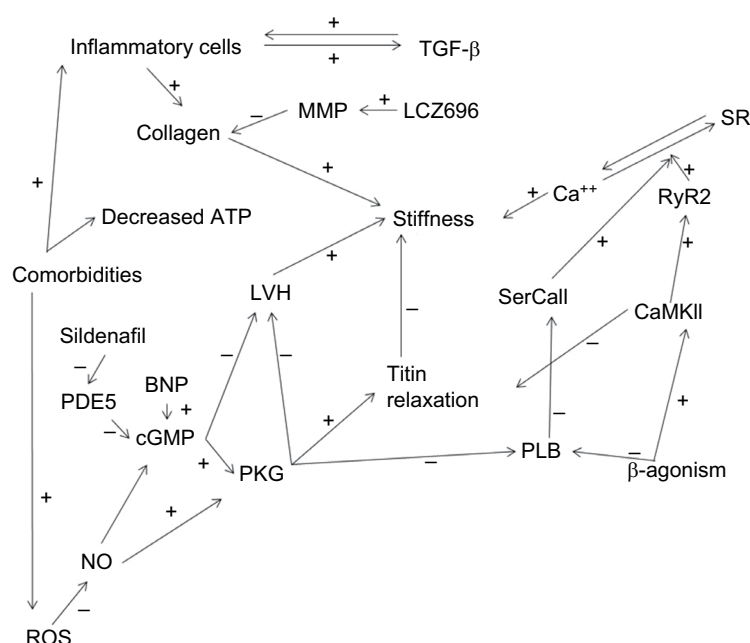 +
Inflammatory cells
TGF-β
+
+
MMP
+
LCZ696
–
Collagen
SR
+
+
+
Ca++
+
RyR2
Decreased ATP
Stiffness
+
+
+
Comorbidities
LVH
SerCaII
CaMKII
–
Sildenafil
–
–
–
–
BNP
Titin
relaxation
PDE5
+
+
–
+
–
cGMP
PLB
–
+
PKG
–
β-agonism
+
+
NO
–
ROS